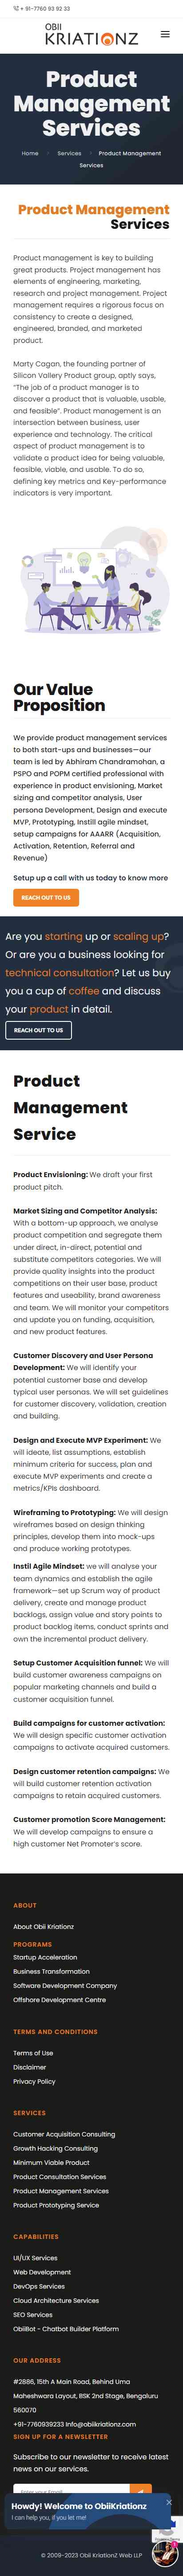 + 91-7760 93 92 33
OBII
KRIATIONZ
Product
Management
Services
Home
Services
Product Management
Services
Product Management
Services
Product management is key to building
great products. Project management has
elements of engineering, marketing,
research and project management. Project
management requires a rigorous focus on
consistency to create a designed,
engineered, branded, and marketed
product.
Marty Cagan, the founding partner of
Silicon Vallery Product group, aptly says,
“The job of a product manager is to
discover a product that is valuable, usable,
and feasible”. Product management is an
intersection between business, user
experience and technology. The critical
aspect of product management is to
validate a product idea for being valuable,
feasible, viable, and usable. To do so,
defining key metrics and Key-performance
indicators is very important.
Our Value
Proposition
We provide product management services
to both start-ups and businesses—our
team is led by Abhiram Chandramohan, a
PSPO and POPM certified professional with
experience in product envisioning, Market
sizing and competitor analysis, User
persona Development, Design and execute
MVP, Prototyping, Instill agile mindset,
setup campaigns for AAARR (Acquisition,
Activation, Retention, Referral and
Revenue)
Setup up a call with us today to know more
REACH OUT TO US
Are you starting up or scaling up?
Or are you a business looking for
technical consultation? Let us buy
you a cup of coffee and discuss
your product in detail.
REACH OUT TO US
Product
Management
Service
Product Envisioning: We draft your first
product pitch.
Market Sizing and Competitor Analysis:
With a bottom-up approach, we analyse
product competition and segregate them
under direct, in-direct, potential and
substitute competitors categories. We will
provide quality insights into the product
competitions on their user base, product
features and useability, brand awareness
and team. We will monitor your competitors
and update you on funding, acquisition,
and new product features.
Customer Discovery and User Persona
Development: We will identify your
potential customer base and develop
typical user personas. We will set guidelines
for customer discovery, validation, creation
and building.
Design and Execute MVP Experiment: We
will ideate, list assumptions, establish
minimum criteria for success, plan and
execute MVP experiments and create a
metrics/KPIs dashboard.
Wireframing to Prototyping: We will design
wireframes based on design thinking
principles, develop them into mock-ups
and produce working prototypes.
Instil Agile Mindset: we will analyse your
team dynamics and establish the agile
framework—set up Scrum way of product
delivery, create and manage product
backlogs, assign value and story points to
product backlog items, conduct sprints and
own the incremental product delivery.
Setup Customer Acquisition funnel: We will
build customer awareness campaigns on
popular marketing channels and build a
customer acquisition funnel.
Build campaigns for customer activation:
We will design specific customer activation
campaigns to activate acquired customers.
Design customer retention campaigns: We
will build customer retention activation
campaigns to retain acquired customers.
Customer promotion Score Management:
We will develop campaigns to ensure a
high customer Net Promoter’s score.
ABOUT
About Obii Kriationz
PROGRAMS
Startup Acceleration
Business Transformation
Software Development Company
Offshore Development Centre
TERMS AND CONDITIONS
Terms of Use
Disclaimer
Privacy Policy
SERVICES
Customer Acquisition Consulting
Growth Hacking Consulting
Minimum Viable Product
Product Consultation Services
Product Management Services
Product Prototyping Service
CAPABILITIES
UI/UX Services
Web Development
DevOps Services
Cloud Architecture Services
SEO Services
ObiiBot - Chatbot Builder Platform
OUR ADDRESS
#2886, 15th A Main Road, Behind Uma
Maheshwara Layout, BSK 2nd Stage, Bengaluru
560070
+91-7760939233 Info@obiikriationz.com
SIGN UP FOR A NEWSLETTER
Subscribe to our newsletter to receive latest
news on our services.
Howdy! Welcome to ObiiKriationz
I can help you, if you let me!
© 2009-2023 Obii KriationZ Web LLP